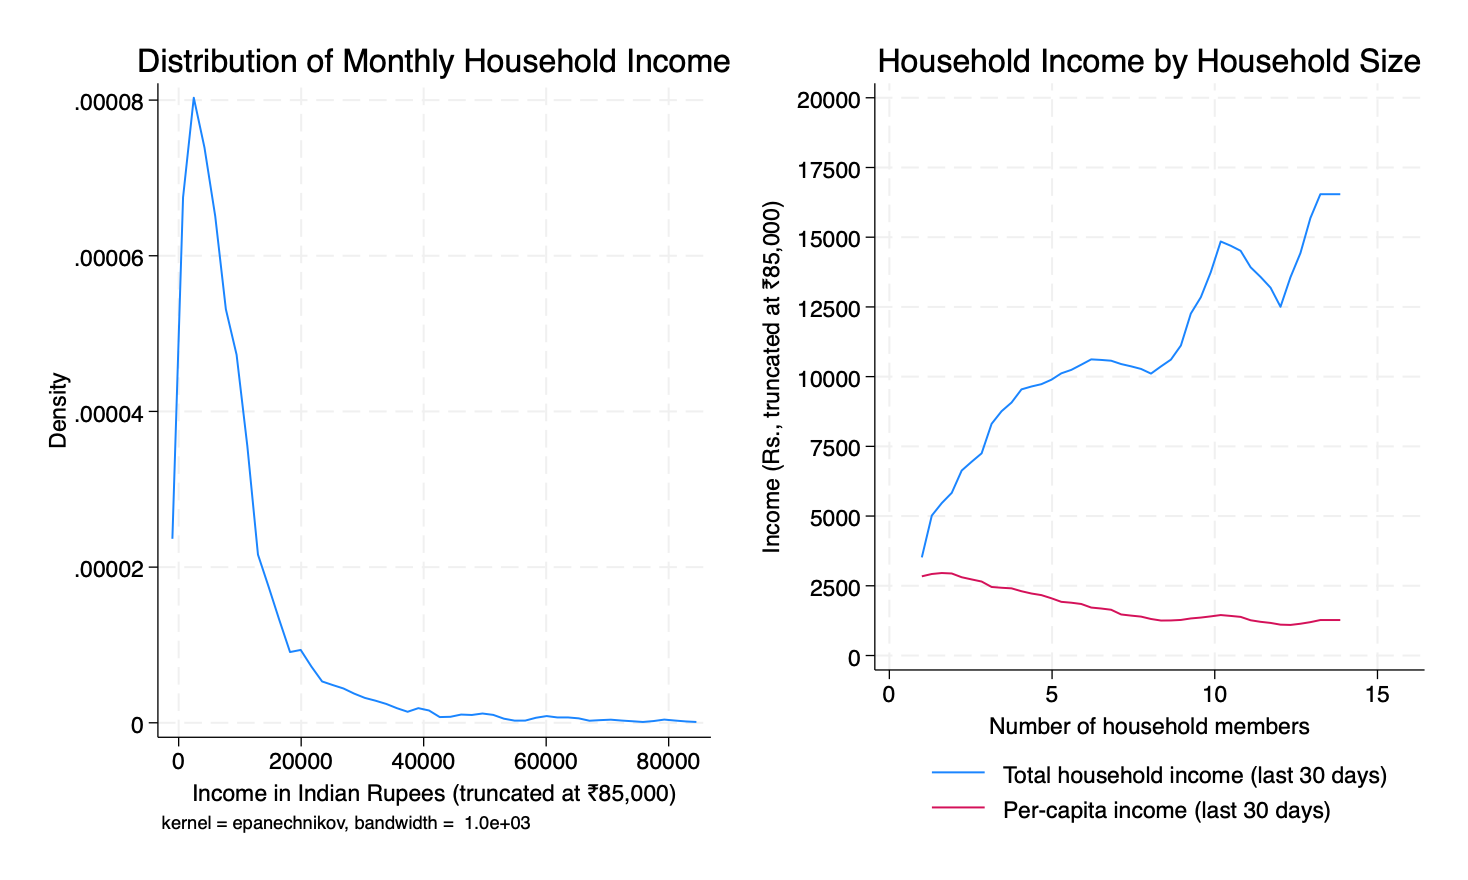 Distribution of Monthly Household Income
.00008
.00006
.00004
.00002
0
Density
0 20000 40000 60000 80000
Income in Indian Rupees (truncated at ₹85,000)
kernel = epanechnikov, bandwidth = 1.0e+03
Household Income by Household Size
20000
17500
15000
12500
10000
7500
5000
2500
0
Income (Rs., truncated at ₹85,000)
0 5 10 15
Number of household members
Total household income (last 30 days)
Per-capita income (last 30 days)